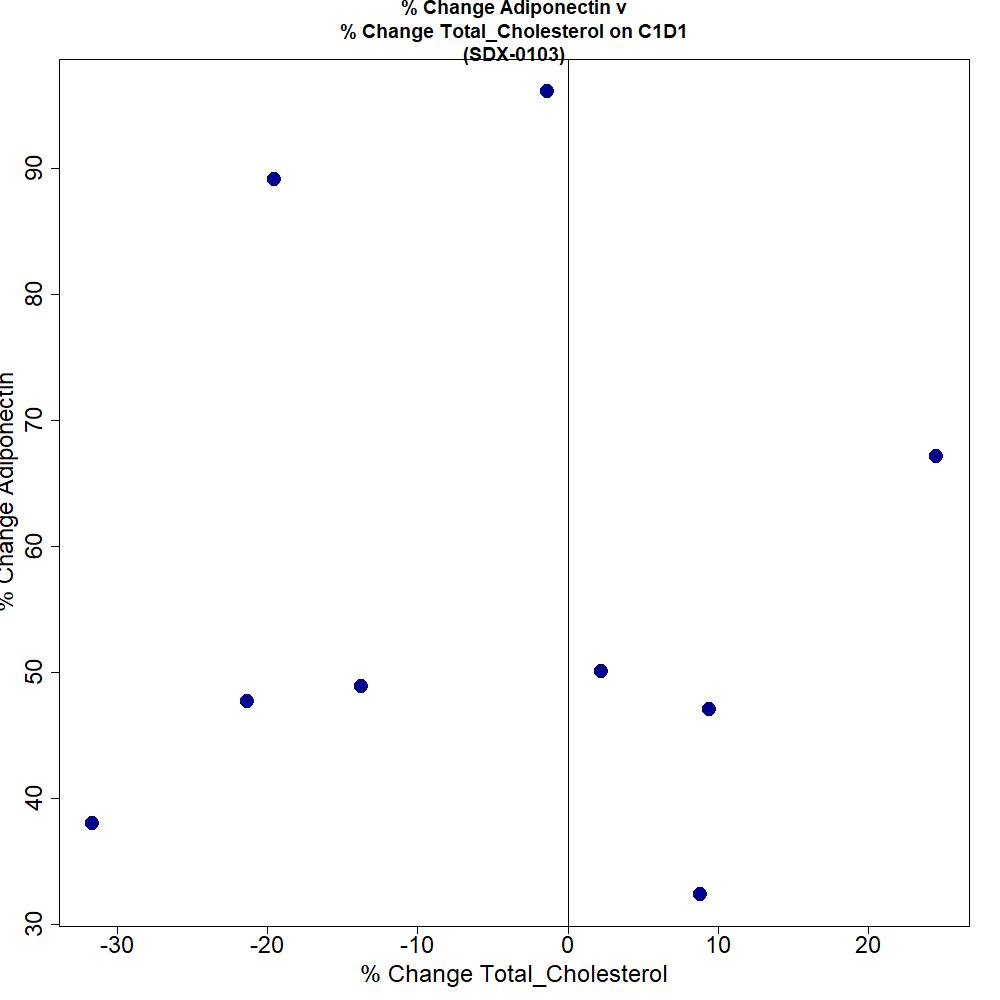 % Change Adiponectin v
% Change Total_Cholesterol on C1D1
(SDX-0103)
% Change Adiponectin
90
80
70
60
50
40
30
-30 -20 -10 0 10 20
% Change Total_Cholesterol